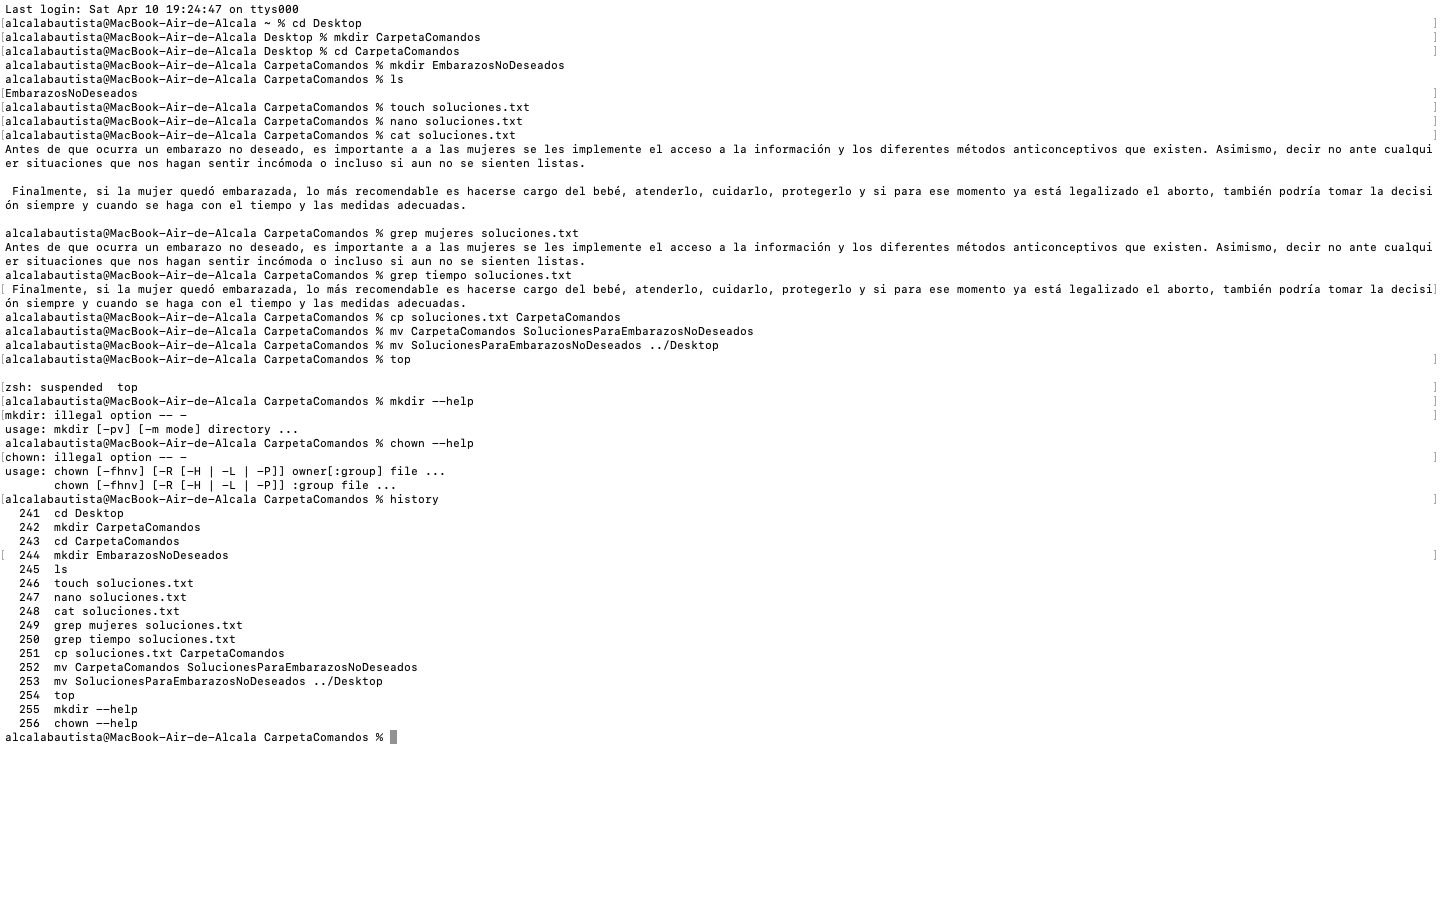 Last login: Sat Apr 10 19:24:47 on ttys000
[alcalabautista@MacBook-Air-de-Alcala ~ % cd Desktop ]
[alcalabautista@MacBook-Air-de-Alcala Desktop % mkdir CarpetaComandos ]
[alcalabautista@MacBook-Air-de-Alcala Desktop % cd CarpetaComandos ]
alcalabautista@MacBook-Air-de-Alcala CarpetaComandos % mkdir EmbarazosNoDeseados
alcalabautista@MacBook-Air-de-Alcala CarpetaComandos % ls
[EmbarazosNoDeseados ]
[alcalabautista@MacBook-Air-de-Alcala CarpetaComandos % touch soluciones.txt ]
[alcalabautista@MacBook-Air-de-Alcala CarpetaComandos % nano soluciones.txt ]
[alcalabautista@MacBook-Air-de-Alcala CarpetaComandos % cat soluciones.txt ]
Antes de que ocurra un embarazo no deseado, es importante a a las mujeres se les implemente el acceso a la información y los diferentes métodos anticonceptivos que existen. Asimismo, decir no ante cualqui
er situaciones que nos hagan sentir incómoda o incluso si aun no se sienten listas.
Finalmente, si la mujer quedó embarazada, lo más recomendable es hacerse cargo del bebé, atenderlo, cuidarlo, protegerlo y si para ese momento ya está legalizado el aborto, también podría tomar la decisi
ón siempre y cuando se haga con el tiempo y las medidas adecuadas.
alcalabautista@MacBook-Air-de-Alcala CarpetaComandos % grep mujeres soluciones.txt
Antes de que ocurra un embarazo no deseado, es importante a a las mujeres se les implemente el acceso a la información y los diferentes métodos anticonceptivos que existen. Asimismo, decir no ante cualqui
er situaciones que nos hagan sentir incómoda o incluso si aun no se sienten listas.
alcalabautista@MacBook-Air-de-Alcala CarpetaComandos % grep tiempo soluciones.txt
[ Finalmente, si la mujer quedó embarazada, lo más recomendable es hacerse cargo del bebé, atenderlo, cuidarlo, protegerlo y si para ese momento ya está legalizado el aborto, también podría tomar la decisi]
ón siempre y cuando se haga con el tiempo y las medidas adecuadas.
alcalabautista@MacBook-Air-de-Alcala CarpetaComandos % cp soluciones.txt CarpetaComandos
alcalabautista@MacBook-Air-de-Alcala CarpetaComandos % mv CarpetaComandos SolucionesParaEmbarazosNoDeseados
alcalabautista@MacBook-Air-de-Alcala CarpetaComandos % mv SolucionesParaEmbarazosNoDeseados ../Desktop
[alcalabautista@MacBook-Air-de-Alcala CarpetaComandos % top ]
[zsh: suspended  top ]
[alcalabautista@MacBook-Air-de-Alcala CarpetaComandos % mkdir --help ]
[mkdir: illegal option -- - ]
usage: mkdir [-pv] [-m mode] directory ...
alcalabautista@MacBook-Air-de-Alcala CarpetaComandos % chown --help
[chown: illegal option -- - ]
usage: chown [-fhnv] [-R [-H | -L | -P]] owner[:group] file ...
chown [-fhnv] [-R [-H | -L | -P]] :group file ...
[alcalabautista@MacBook-Air-de-Alcala CarpetaComandos % history ]
241  cd Desktop
242  mkdir CarpetaComandos
243  cd CarpetaComandos
[ 244  mkdir EmbarazosNoDeseados ]
245  ls
246  touch soluciones.txt
247  nano soluciones.txt
248  cat soluciones.txt
249  grep mujeres soluciones.txt
250  grep tiempo soluciones.txt
251  cp soluciones.txt CarpetaComandos
252  mv CarpetaComandos SolucionesParaEmbarazosNoDeseados
253  mv SolucionesParaEmbarazosNoDeseados ../Desktop
254  top
255  mkdir --help
256  chown --help
alcalabautista@MacBook-Air-de-Alcala CarpetaComandos %